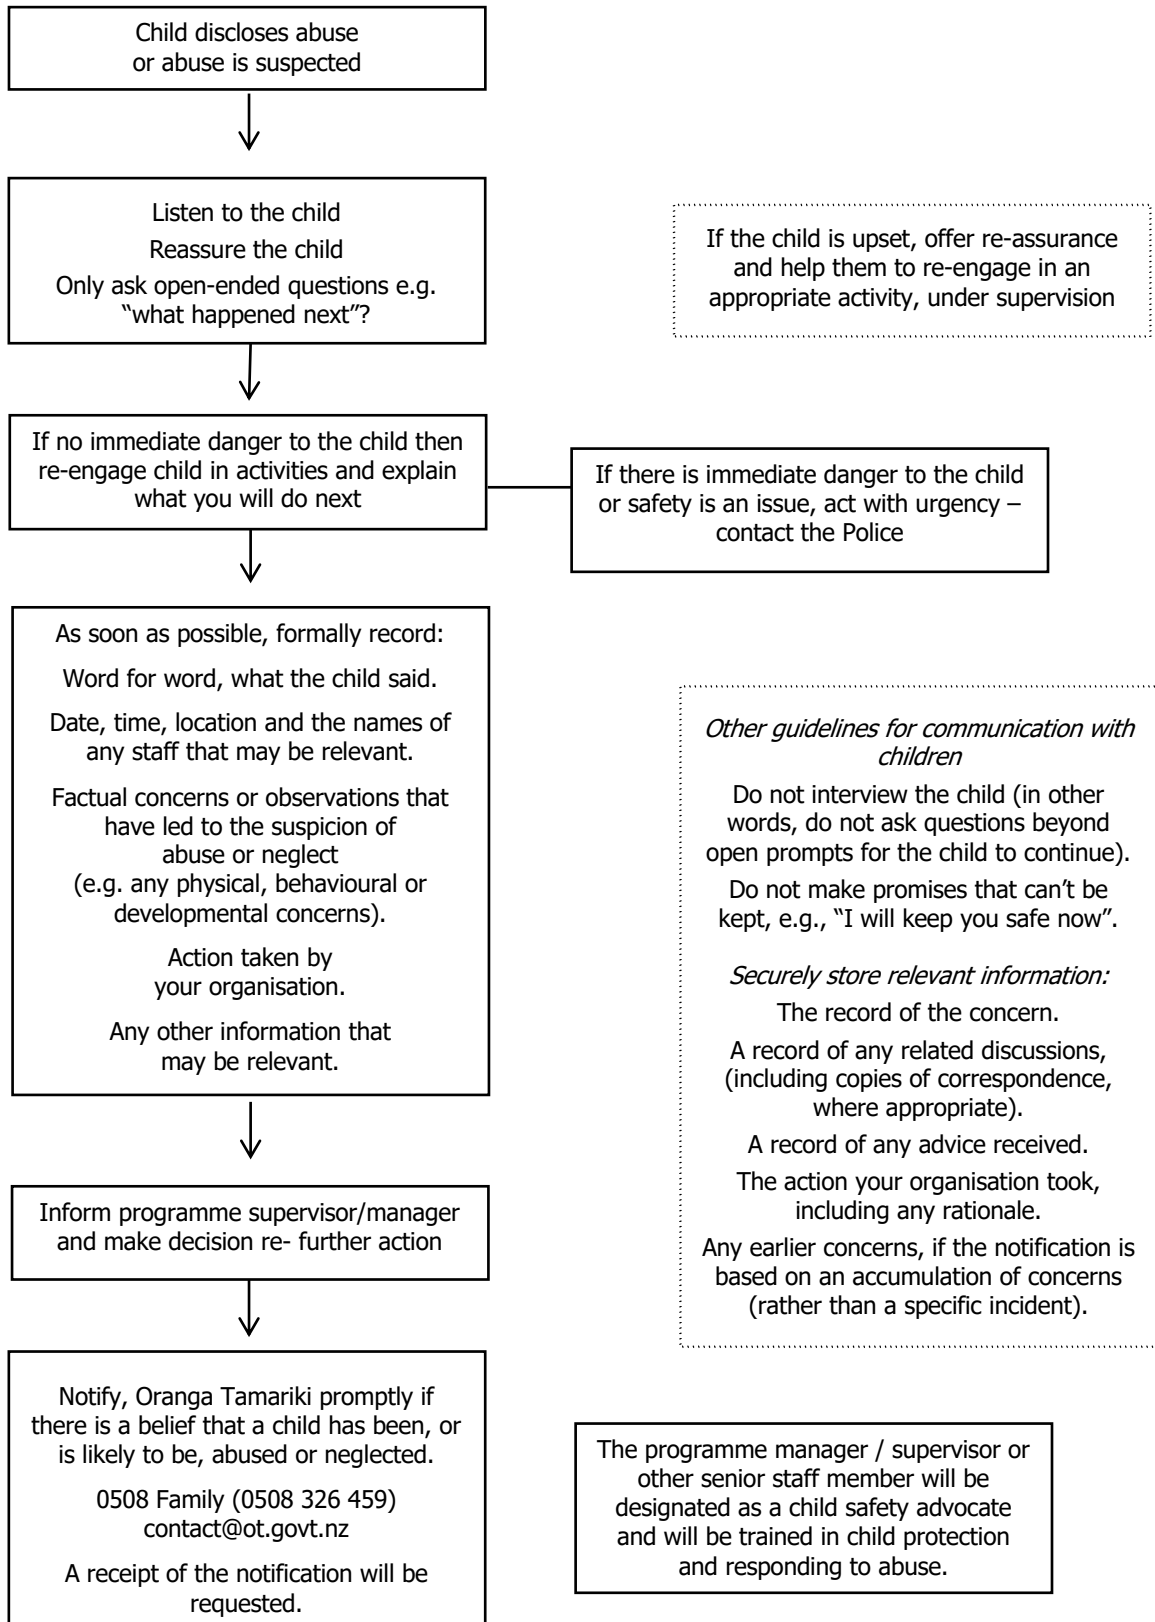 Child discloses abuse
or abuse is suspected
Listen to the child
Reassure the child
Only ask open-ended questions e.g.
“what happened next”?
If the child is upset, offer re-assurance
and help them to re-engage in an
appropriate activity, under supervision
If no immediate danger to the child then
re-engage child in activities and explain
what you will do next
If there is immediate danger to the child
or safety is an issue, act with urgency –
contact the Police
As soon as possible, formally record:
Word for word, what the child said.
Date, time, location and the names of
any staff that may be relevant.
Factual concerns or observations that
have led to the suspicion of
abuse or neglect
(e.g. any physical, behavioural or
developmental concerns).
Action taken by
your organisation.
Any other information that
may be relevant.
Other guidelines for communication with
children
Do not interview the child (in other
words, do not ask questions beyond
open prompts for the child to continue).
Do not make promises that can’t be
kept, e.g., “I will keep you safe now”.
Securely store relevant information:
The record of the concern.
A record of any related discussions,
(including copies of correspondence,
where appropriate).
A record of any advice received.
The action your organisation took,
including any rationale.
Any earlier concerns, if the notification is
based on an accumulation of concerns
(rather than a specific incident).
Inform programme supervisor/manager
and make decision re- further action
Notify, Oranga Tamariki promptly if
there is a belief that a child has been, or
is likely to be, abused or neglected.
0508 Family (0508 326 459)
contact@ot.govt.nz
A receipt of the notification will be
requested.
The programme manager / supervisor or
other senior staff member will be
designated as a child safety advocate
and will be trained in child protection
and responding to abuse.